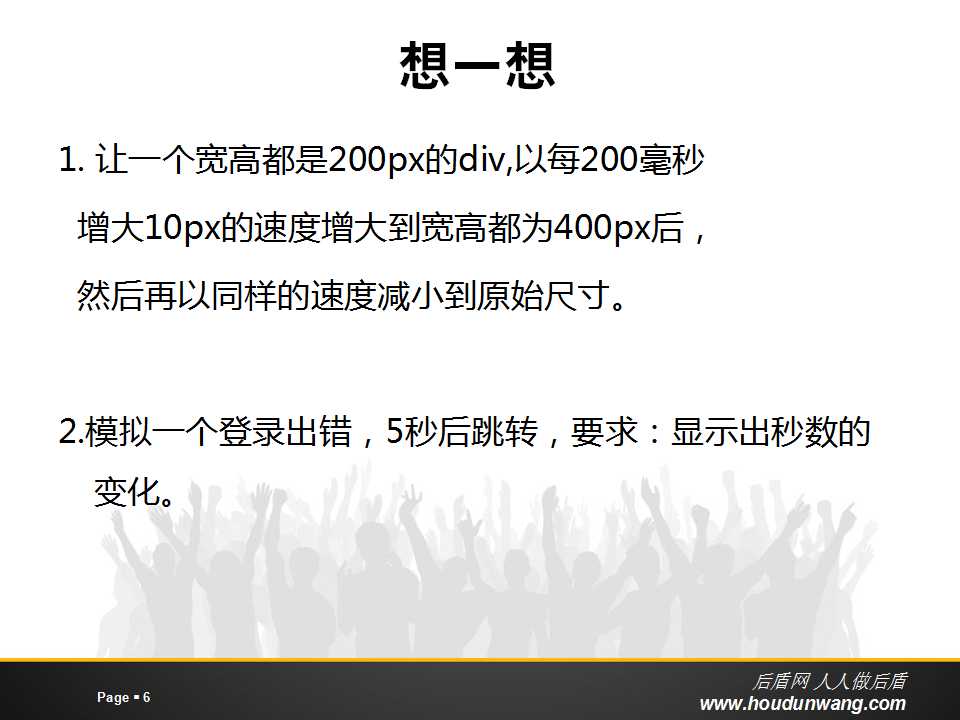 想一想
1. 让一个宽高都是200px的div,以每200毫秒
增大10px的速度增大到宽高都为400px后，
然后再以同样的速度减小到原始尺寸。
2.模拟一个登录出错，5秒后跳转，要求：显示出秒数的
变化。
后盾网 人人做后盾
Page ▪ 6
www.houdunwang.com